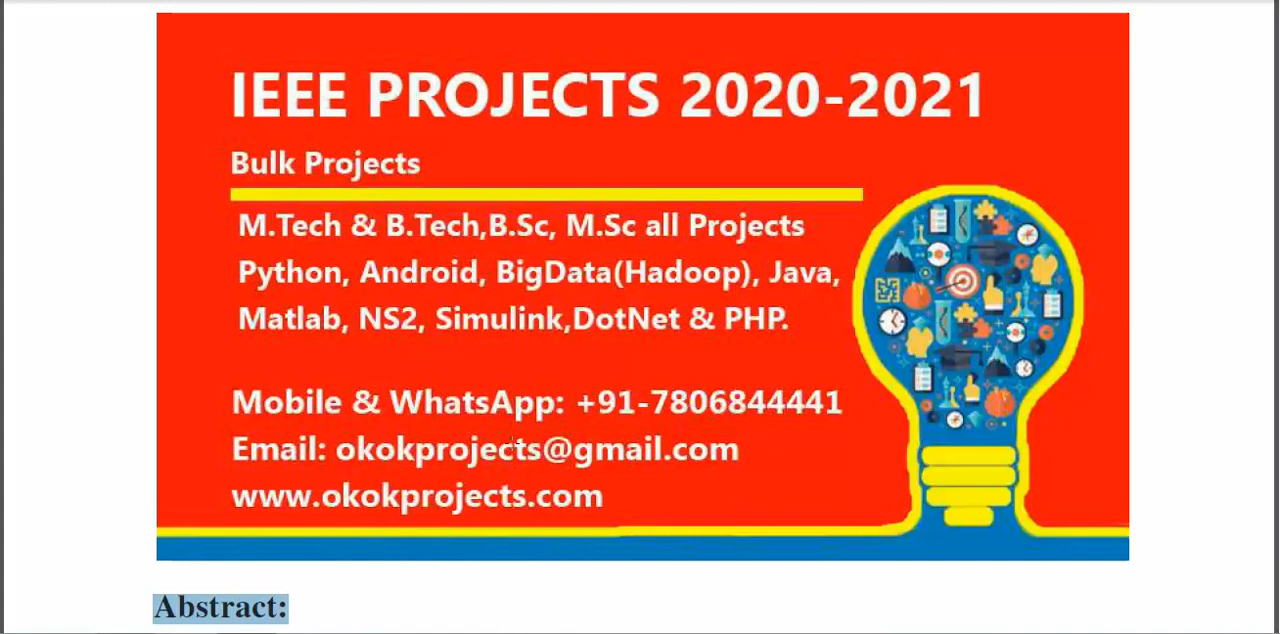 IEEE PROJECTS 2020-2021
Bulk Projects
M.Tech & B.Tech,B.Sc, M.Sc all Projects
Python, Android, BigData(Hadoop), Java,
Matlab, NS2, Simulink,DotNet & PHP.
Mobile & WhatsApp: +91-7806844441
Email: okokprojects@gmail.com
www.okokprojects.com
Abstract: